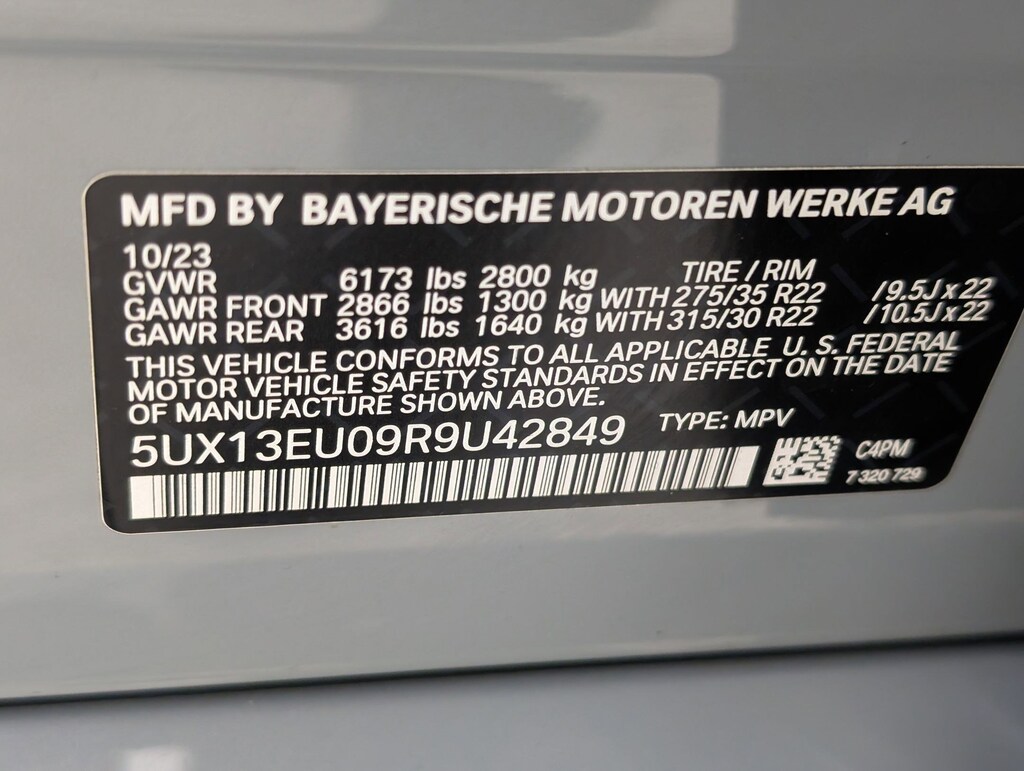 MFD BY BAYERISCHE MOTOREN WERKE AG
10/23
GVWR 6173 lbs 2800 kg TIRE / RIM
GAWR FRONT 2866 lbs 1300 kg WITH 275/35 R22 /9.5J x 22
GAWR REAR 3616 lbs 1640 kg WITH 315/30 R22 /10.5J x 22
THIS VEHICLE CONFORMS TO ALL APPLICABLE U. S. FEDERAL
MOTOR VEHICLE SAFETY STANDARDS IN EFFECT ON THE DATE
OF MANUFACTURE SHOWN ABOVE.
5UX13EU09R9U42849 TYPE: MPV
C4PM
7 320 729